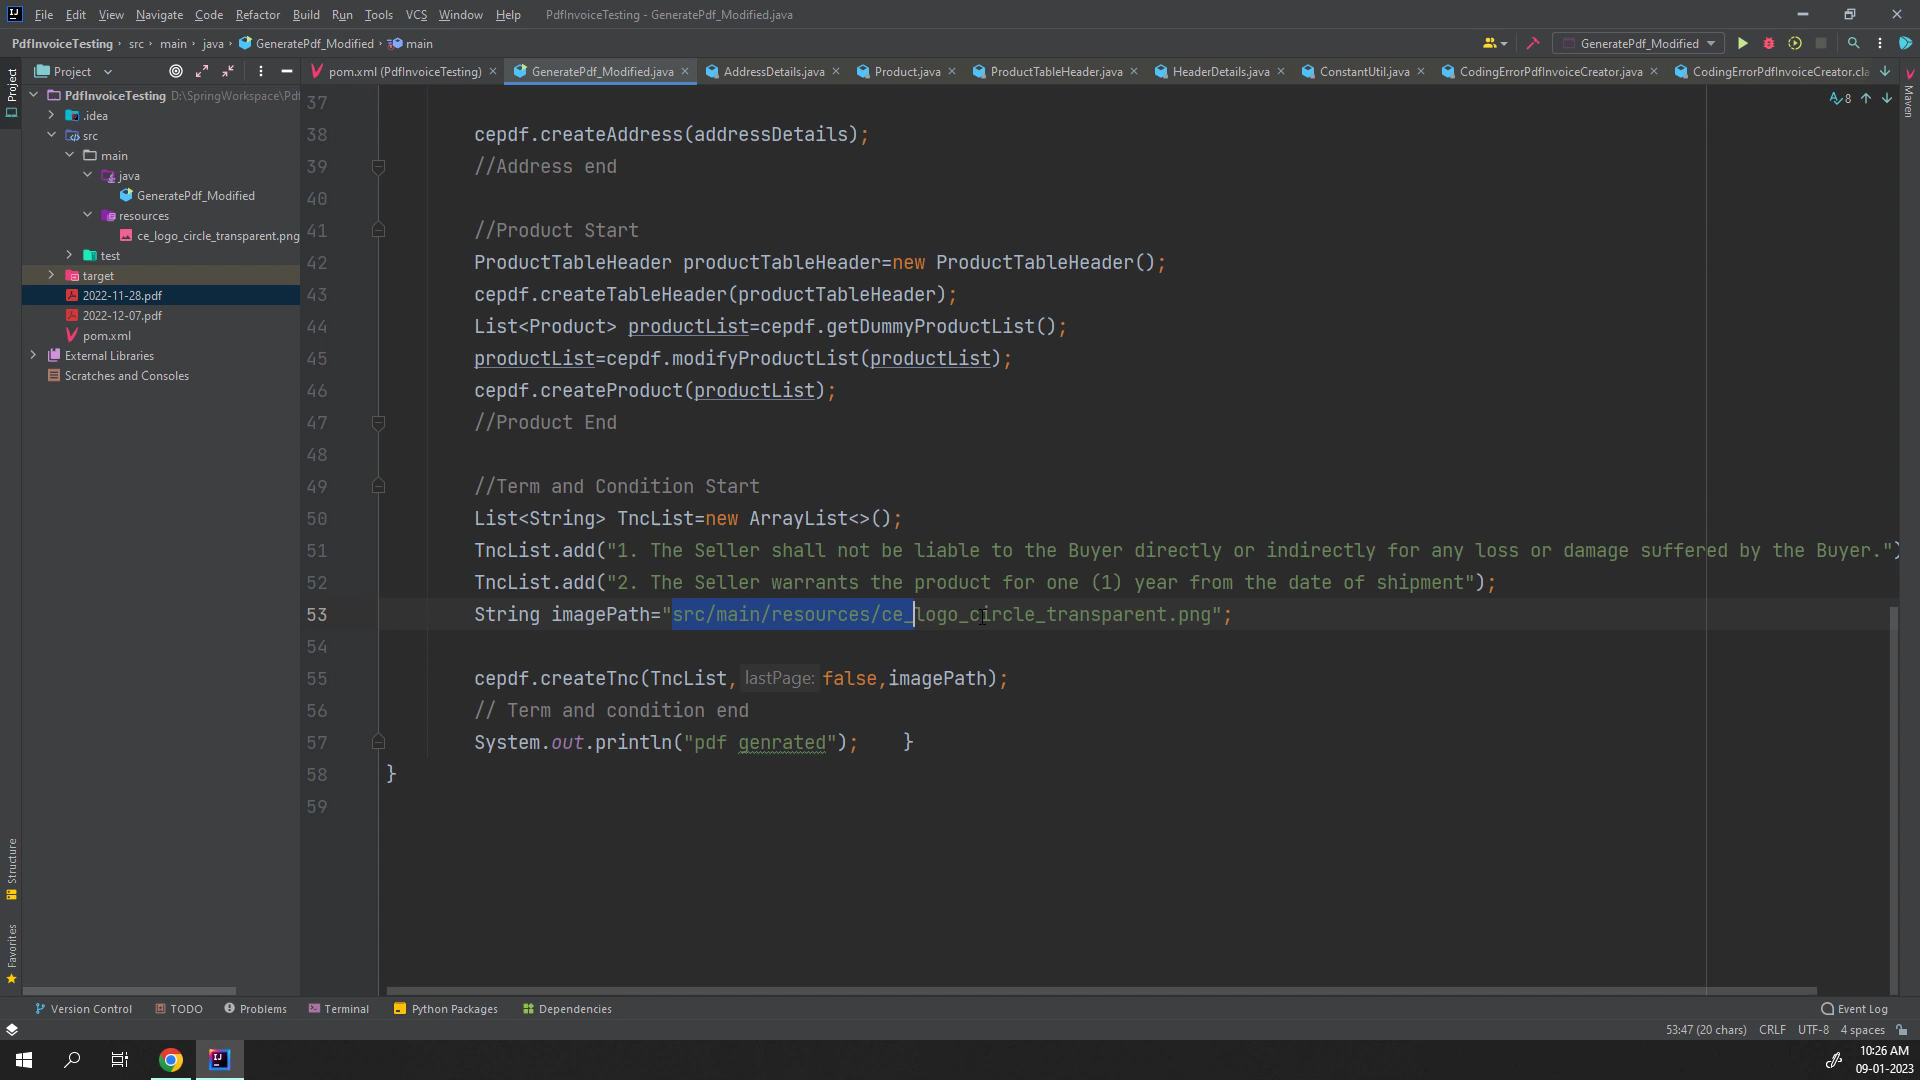 File Edit View Navigate Code Refactor Build Run Tools VCS Window Help PdfInvoiceTesting - GeneratePdf_Modified.java
PdfInvoiceTesting src main java GeneratePdf_Modified main GeneratePdf_Modified
Project pom.xml (PdfInvoiceTesting) GeneratePdf_Modified.java AddressDetails.java Product.java ProductTableHeader.java HeaderDetails.java ConstantUtil.java CodingErrorPdfInvoiceCreator.java CodingErrorPdfInvoiceCreator.cla
Project
Maven
PdfInvoiceTesting D:\SpringWorkspace\Pdf
.idea
src
main
java
GeneratePdf_Modified
resources
ce_logo_circle_transparent.png
test
target
2022-11-28.pdf
2022-12-07.pdf
pom.xml
External Libraries
Scratches and Consoles
Structure
Favorites
8
37
38 cepdf.createAddress(addressDetails);
39 //Address end
40
41 //Product Start
42 ProductTableHeader productTableHeader=new ProductTableHeader();
43 cepdf.createTableHeader(productTableHeader);
44 List<Product> productList=cepdf.getDummyProductList();
45 productList=cepdf.modifyProductList(productList);
46 cepdf.createProduct(productList);
47 //Product End
48
49 //Term and Condition Start
50 List<String> TncList=new ArrayList<>();
51 TncList.add("1. The Seller shall not be liable to the Buyer directly or indirectly for any loss or damage suffered by the Buyer.")
52 TncList.add("2. The Seller warrants the product for one (1) year from the date of shipment");
53 String imagePath="src/main/resources/ce_logo_circle_transparent.png";
54
55 cepdf.createTnc(TncList, lastPage: false,imagePath);
56 // Term and condition end
57 System.out.println("pdf genrated"); }
58 }
59
Version Control TODO Problems Terminal Python Packages Dependencies Event Log
53:47 (20 chars) CRLF UTF-8 4 spaces
10:26 AM
09-01-2023